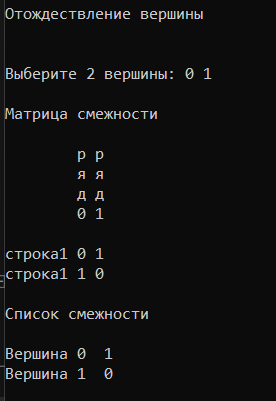 Отождествление вершины
Выберите 2 вершины: 0 1
Матрица смежности
р р
я я
д д
0 1
строка1 0 1
строка1 1 0
Список смежности
Вершина 0 1
Вершина 1 0